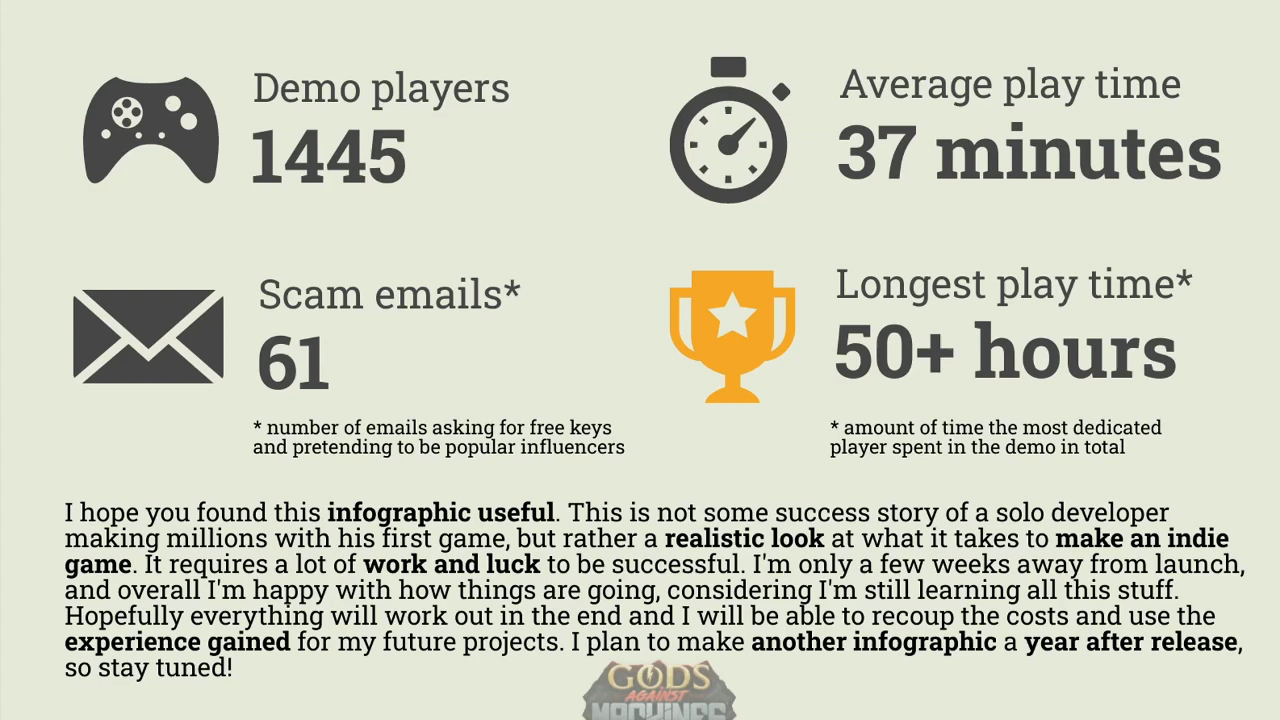 Demo players
1445
Average play time
37 minutes
Scam emails*
61
* number of emails asking for free keys
and pretending to be popular influencers
Longest play time*
50+ hours
* amount of time the most dedicated
player spent in the demo in total
I hope you found this infographic useful. This is not some success story of a solo developer
making millions with his first game, but rather a realistic look at what it takes to make an indie
game. It requires a lot of work and luck to be successful. I'm only a few weeks away from launch,
and overall I'm happy with how things are going, considering I'm still learning all this stuff.
Hopefully everything will work out in the end and I will be able to recoup the costs and use the
experience gained for my future projects. I plan to make another infographic a year after release,
so stay tuned!
GODS
AGAINST
MACHINES